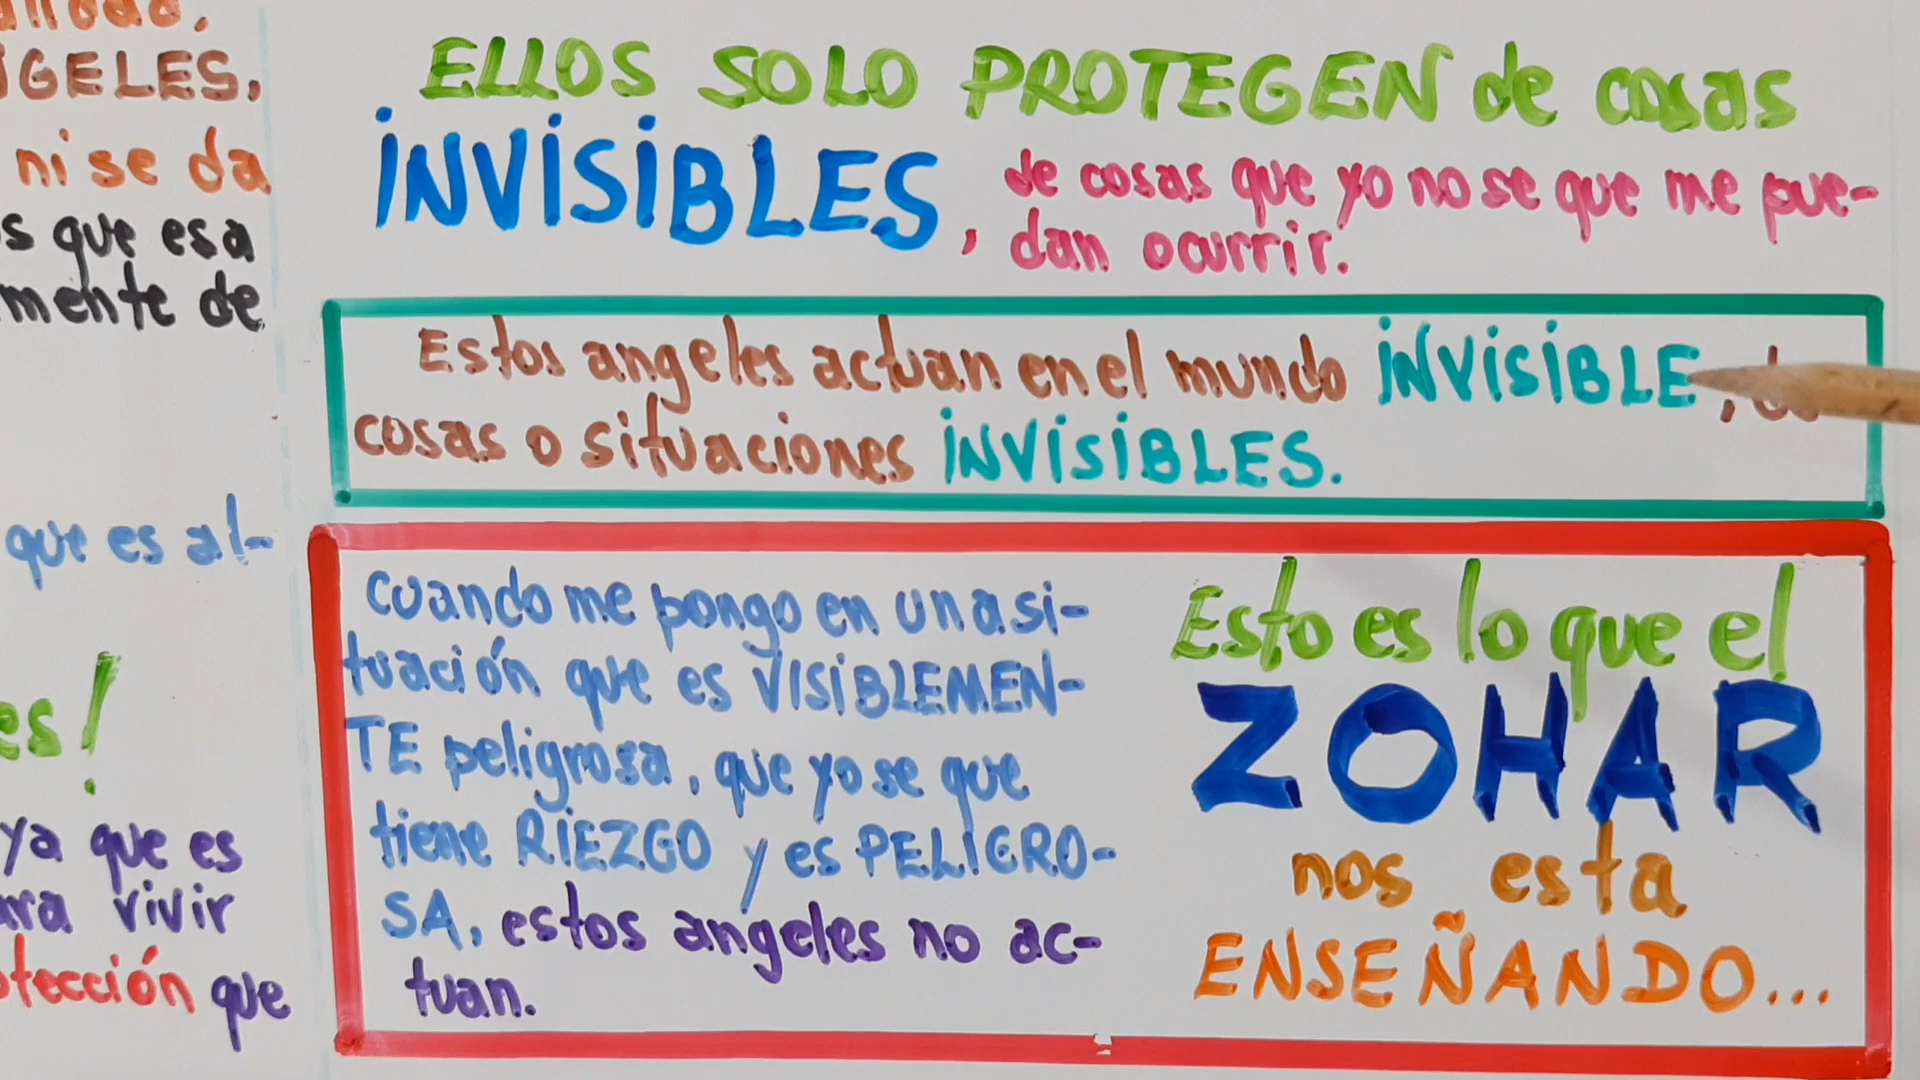 GELES,
ni se da
s que esa
mente de
que es al-
es!
ya que es
ara vivir
otección que
ELLOS SOLO PROTEGEN de cosas
INVISIBLES, de cosas que yo no se que me pue-
dan ocurrir.
Estos angeles actuan en el mundo INVISIBLE,
cosas o situaciones INVISIBLES.
Cuando me pongo en una si-
tuación que es VISIBLEMEN-
TE peligrosa, que yo se que
tiene RIEZGO y es PELIGRO-
SA, estos angeles no ac-
tuan.
Esto es lo que el
ZOHAR
nos esta
ENSEÑANDO...